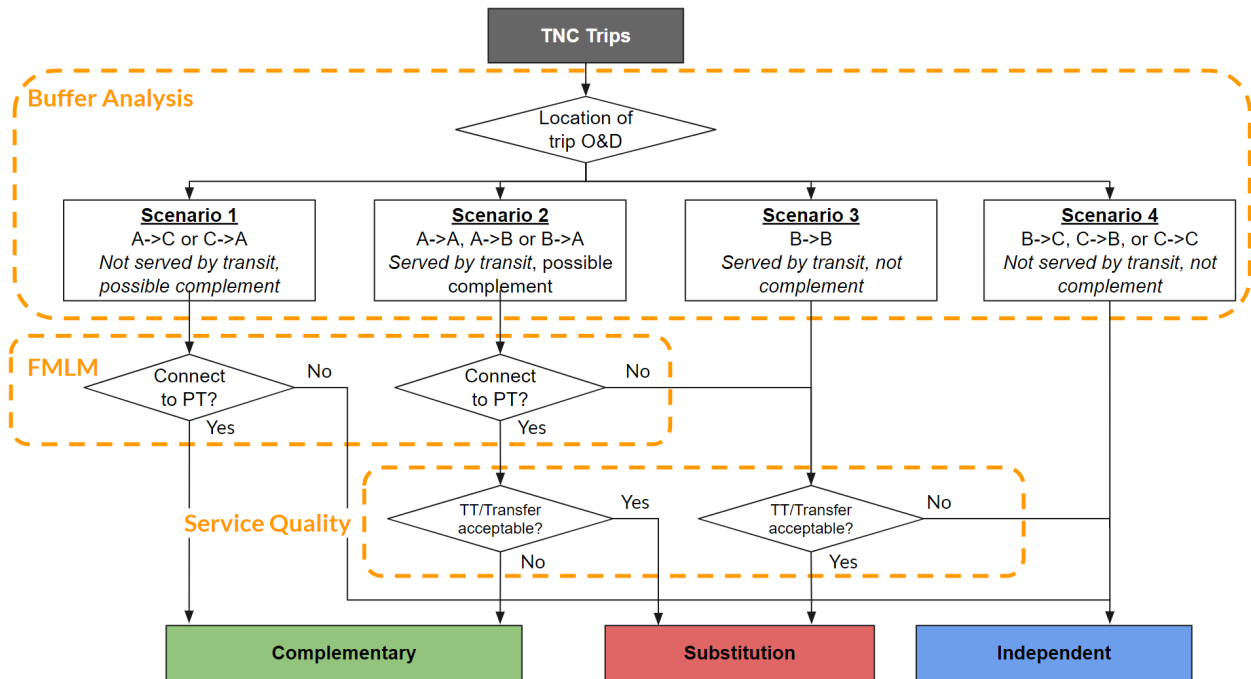 TNC Trips
Buffer Analysis
Location of
trip O&D
Scenario 1
A->C or C->A
Not served by transit,
possible complement
Scenario 2
A->A, A->B or B->A
Served by transit, possible
complement
Scenario 3
B->B
Served by transit, not
complement
Scenario 4
B->C, C->B, or C->C
Not served by transit, not
complement
FMLM
Connect
to PT?
No
Yes
Connect
to PT?
No
Yes
Service Quality
TT/Transfer
acceptable?
Yes
No
TT/Transfer
acceptable?
No
Yes
Complementary
Substitution
Independent